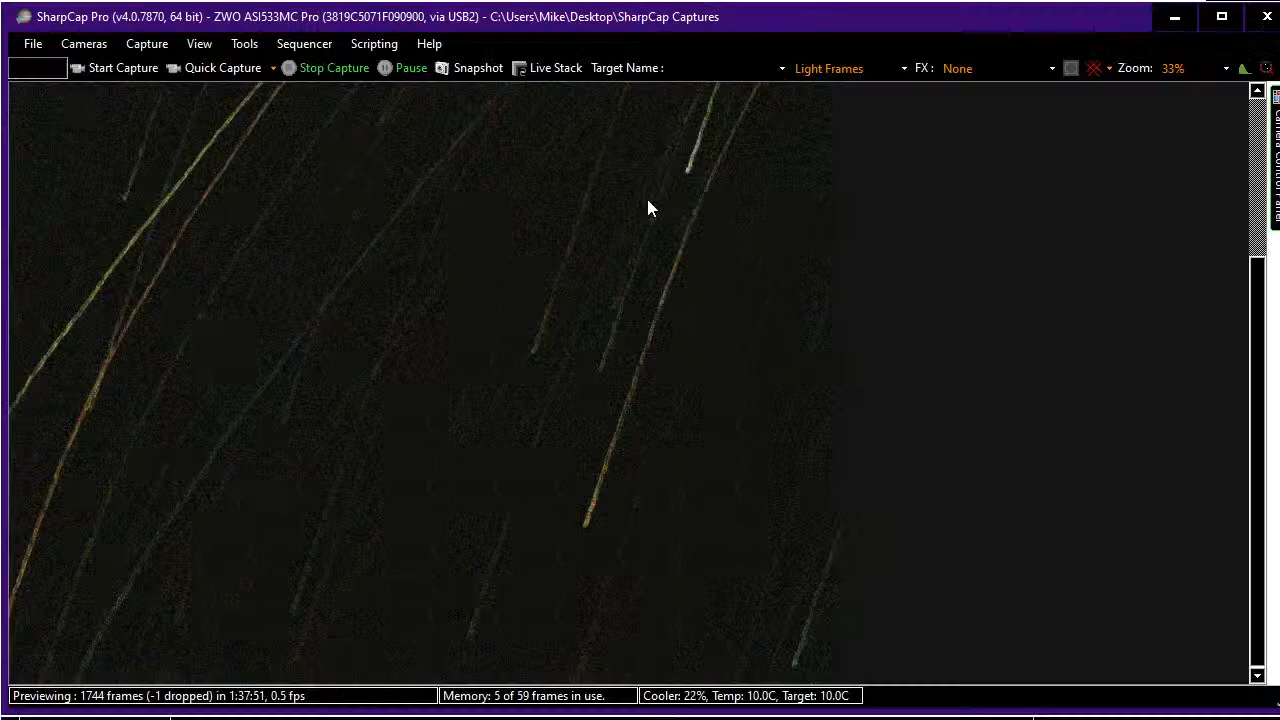 SharpCap Pro (v4.0.7870, 64 bit) - ZWO ASI533MC Pro (3819C5071F090900, via USB2) - C:\Users\Mike\Desktop\SharpCap Captures
File Cameras Capture View Tools Sequencer Scripting Help
Start Capture Quick Capture Stop Capture Pause Snapshot Live Stack Target Name : Light Frames FX : None Zoom: 33%
Previewing : 1744 frames (-1 dropped) in 1:37:51, 0.5 fps Memory: 5 of 59 frames in use. Cooler: 22%, Temp: 10.0C, Target: 10.0C